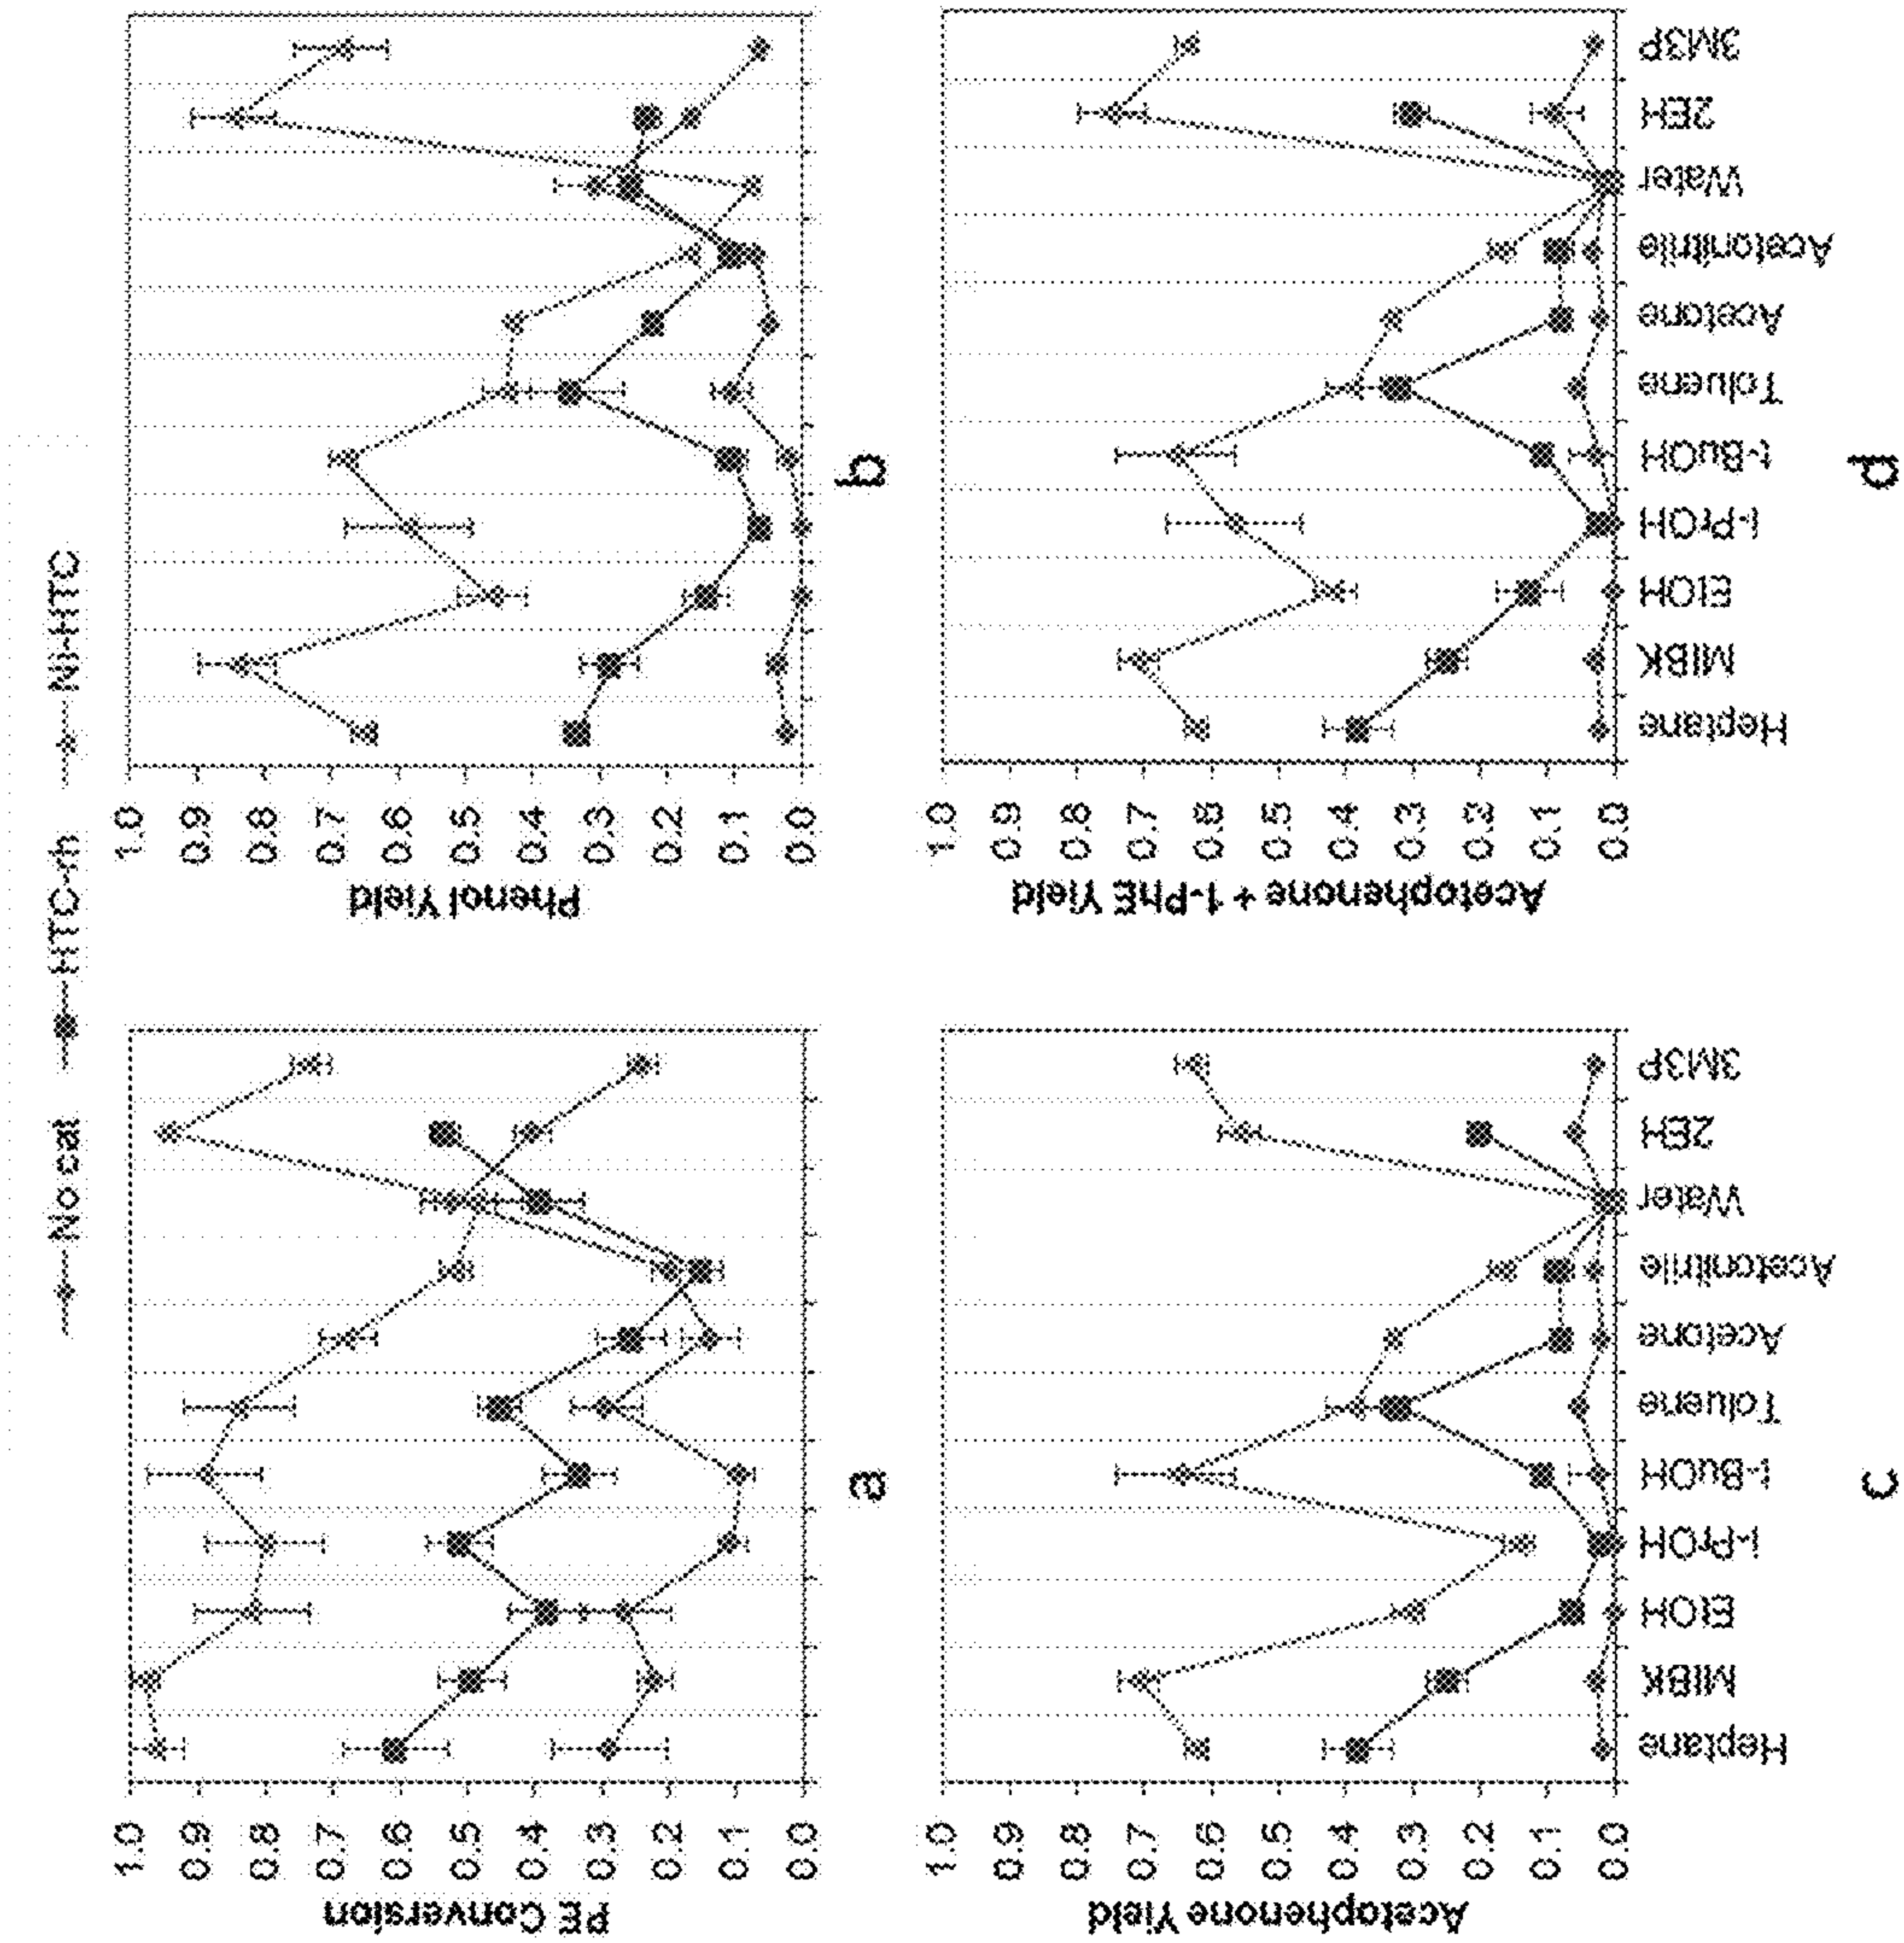 No cat HTC-rh Ni-HTC
PE Conversion
1.0
0.9
0.8
0.7
0.6
0.5
0.4
0.3
0.2
0.1
0.0
a
Phenol Yield
1.0
0.9
0.8
0.7
0.6
0.5
0.4
0.3
0.2
0.1
0.0
b
Acetophenone Yield
1.0
0.9
0.8
0.7
0.6
0.5
0.4
0.3
0.2
0.1
0.0
Heptane
MIBK
EtOH
i-PrOH
t-BuOH
Toluene
Acetone
Acetonitrile
Water
2EH
3M3P
c
Acetophenone + 1-PhE Yield
1.0
0.9
0.8
0.7
0.6
0.5
0.4
0.3
0.2
0.1
0.0
Heptane
MIBK
EtOH
i-PrOH
t-BuOH
Toluene
Acetone
Acetonitrile
Water
2EH
3M3P
d